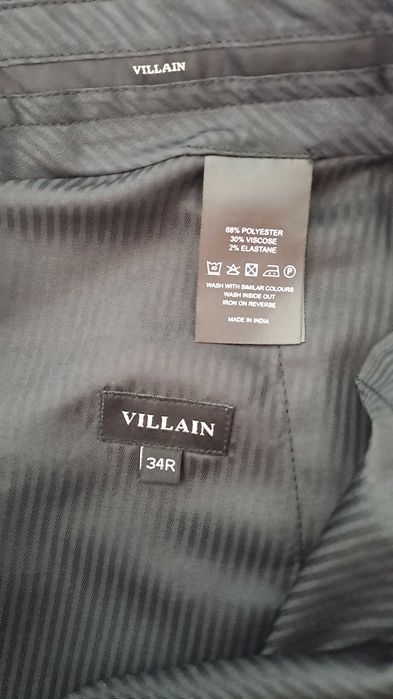 VILLAIN
68% POLYESTER
30% VISCOSE
2% ELASTANE
40 P
WASH WITH SIMILAR COLOURS
WASH INSIDE OUT
IRON ON REVERSE
MADE IN INDIA
VILLAIN
34R